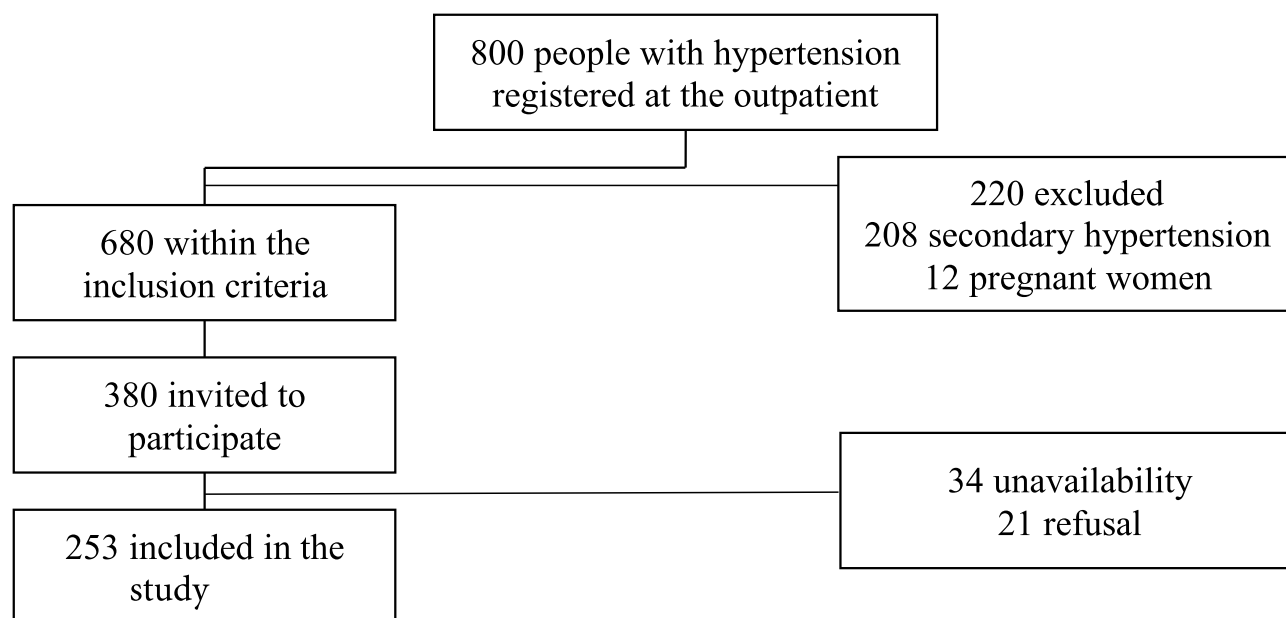 800 people with hypertension
registered at the outpatient
220 excluded
208 secondary hypertension
12 pregnant women
680 within the
inclusion criteria
380 invited to
participate
34 unavailability
21 refusal
253 included in the
study